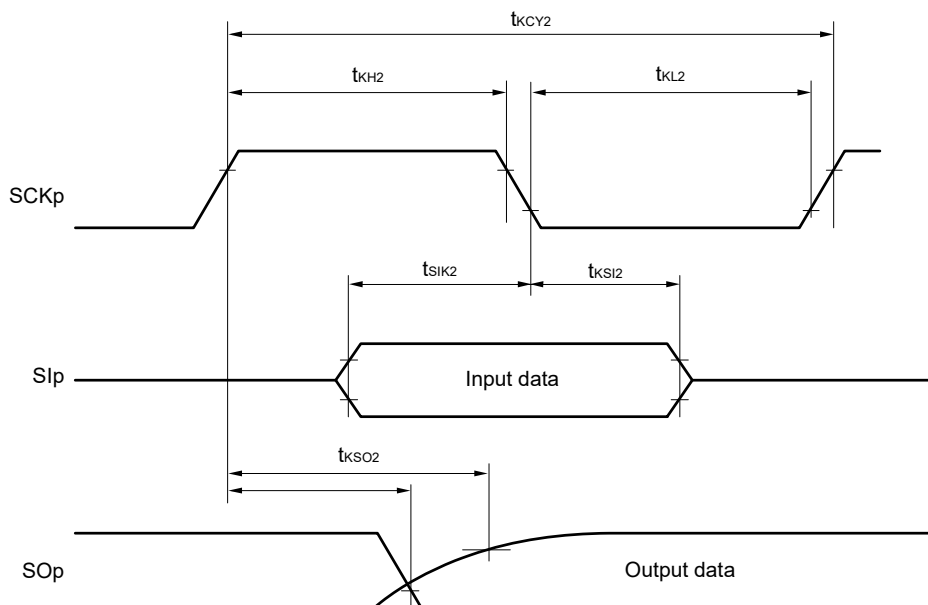 tKCY2
tKH2
tKL2
SCKp
tSIK2
tKSI2
SIp
Input data
tKSO2
SOp
Output data